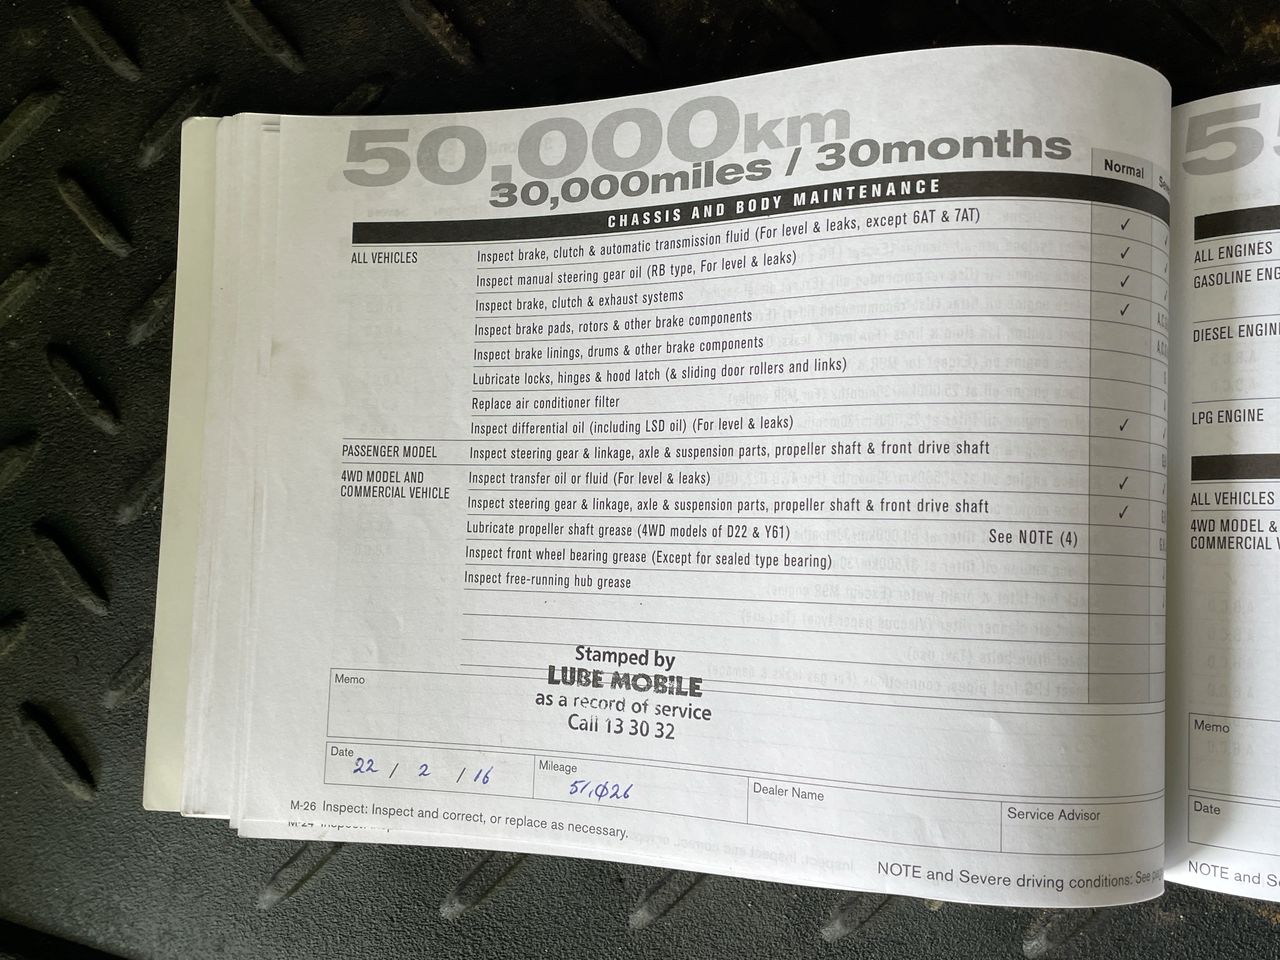 50,000km
30,000miles / 30months
Normal
CHASSIS AND BODY MAINTENANCE
ALL VEHICLES
Inspect brake, clutch & automatic transmission fluid (For level & leaks, except 6AT & 7AT) ✓
Inspect manual steering gear oil (RB type, For level & leaks) ✓
Inspect brake, clutch & exhaust systems ✓
Inspect brake pads, rotors & other brake components ✓
Inspect brake linings, drums & other brake components
Lubricate locks, hinges & hood latch (& sliding door rollers and links)
Replace air conditioner filter
Inspect differential oil (including LSD oil) (For level & leaks) ✓
PASSENGER MODEL
Inspect steering gear & linkage, axle & suspension parts, propeller shaft & front drive shaft
4WD MODEL AND
COMMERCIAL VEHICLE
Inspect transfer oil or fluid (For level & leaks) ✓
Inspect steering gear & linkage, axle & suspension parts, propeller shaft & front drive shaft ✓
Lubricate propeller shaft grease (4WD models of D22 & Y61) See NOTE (4)
Inspect front wheel bearing grease (Except for sealed type bearing)
Inspect free-running hub grease
Stamped by
LUBE MOBILE
as a record of service
Call 13 30 32
Memo
Date
22 / 2 / 16
Mileage
51,026
Dealer Name
Service Advisor
M-26 Inspect: Inspect and correct, or replace as necessary.
NOTE and Severe driving conditions: See
ALL ENGINES
GASOLINE
DIESEL
LPG ENGINE
ALL VEHICLES
4WD MODEL &
COMMERCIAL
Memo
Date
NOTE and